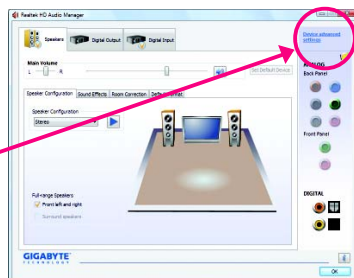 Realtek HD Audio Manager
Speakers
Digital Output
Digital Input
Device advanced
settings
Main Volume
L
R
Set Default Device
ANALOG
Back Panel
Speaker Configuration
Sound Effects
Room Correction
Default Format
Speaker Configuration
Stereo
Front Panel
Full-range Speakers
Front left and right
Surround speakers
DIGITAL
GIGABYTE
TECHNOLOGY
OK